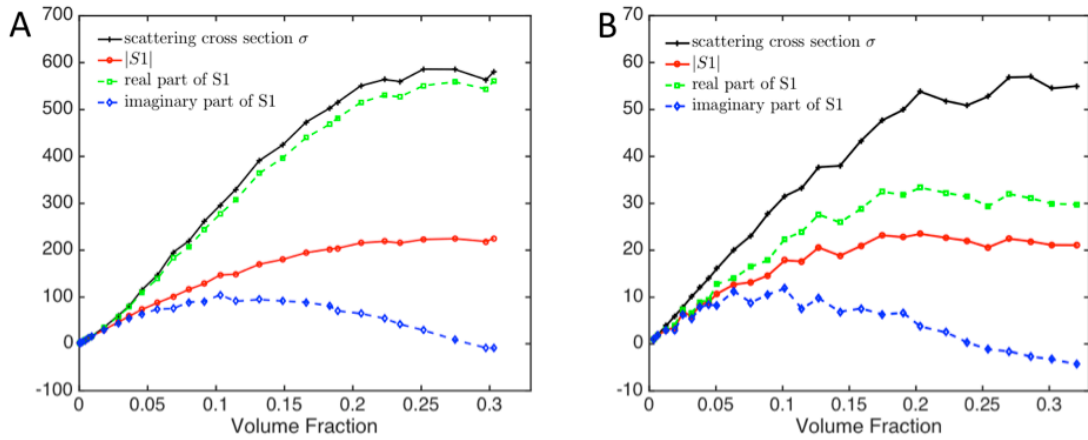 A
700
600
500
400
300
200
100
0
-100
scattering cross section σ
|S1|
real part of S1
imaginary part of S1
0 0.05 0.1 0.15 0.2 0.25 0.3
Volume Fraction
B
70
60
50
40
30
20
10
0
-10
scattering cross section σ
|S1|
real part of S1
imaginary part of S1
0 0.05 0.1 0.15 0.2 0.25 0.3
Volume Fraction